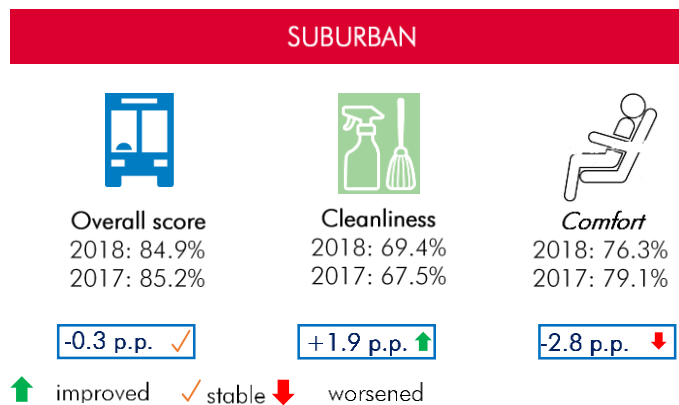 SUBURBAN
Overall score
2018: 84.9%
2017: 85.2%
-0.3 p.p.
Cleanliness
2018: 69.4%
2017: 67.5%
+1.9 p.p.
Comfort
2018: 76.3%
2017: 79.1%
-2.8 p.p.
improved stable worsened